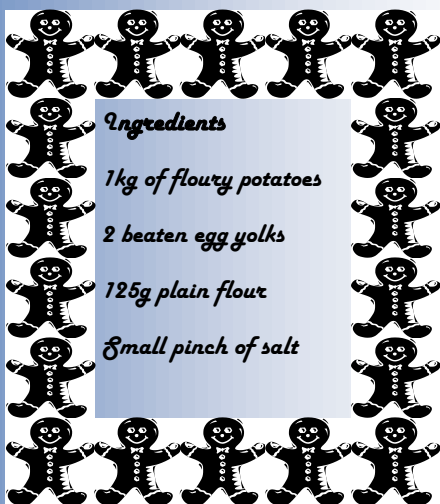 Ingredients
1kg of floury potatoes
2 beaten egg yolks
125g plain flour
Small pinch of salt